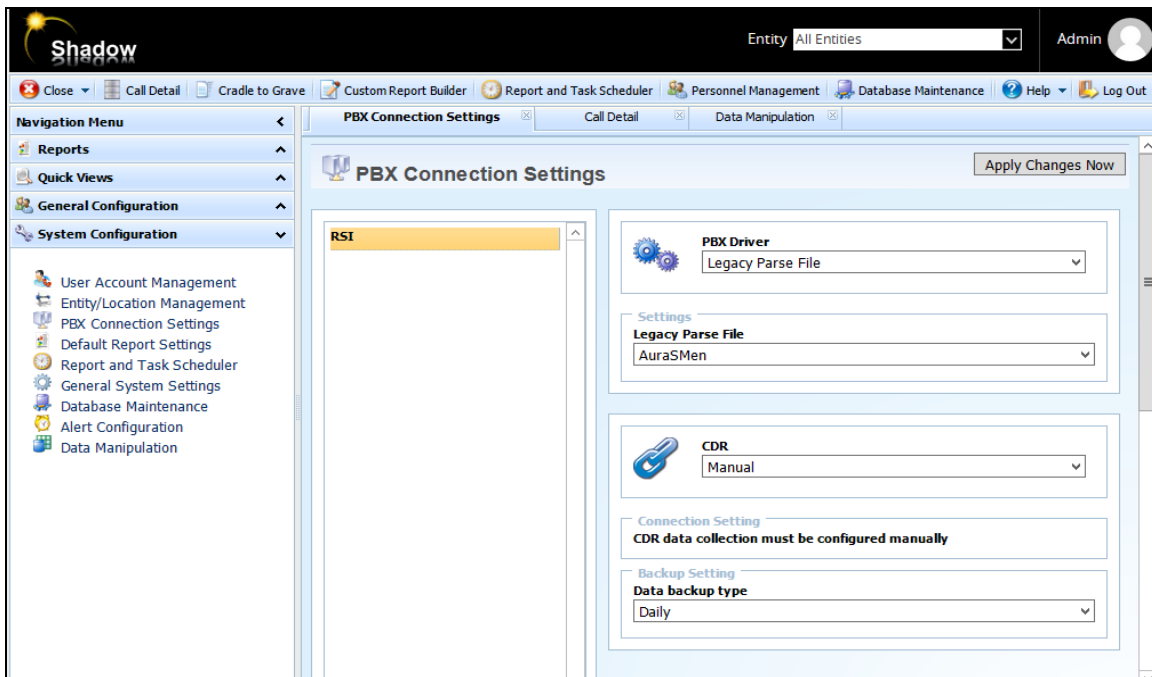 Shadow
Entity All Entities
Admin
Close Call Detail Cradle to Grave Custom Report Builder Report and Task Scheduler Personnel Management Database Maintenance Help Log Out
Navigation Menu
PBX Connection Settings Call Detail Data Manipulation
Reports
Quick Views
General Configuration
System Configuration
User Account Management
Entity/Location Management
PBX Connection Settings
Default Report Settings
Report and Task Scheduler
General System Settings
Database Maintenance
Alert Configuration
Data Manipulation
PBX Connection Settings
Apply Changes Now
RSI
PBX Driver
Legacy Parse File
Settings
Legacy Parse File
AuraSMen
CDR
Manual
Connection Setting
CDR data collection must be configured manually
Backup Setting
Data backup type
Daily